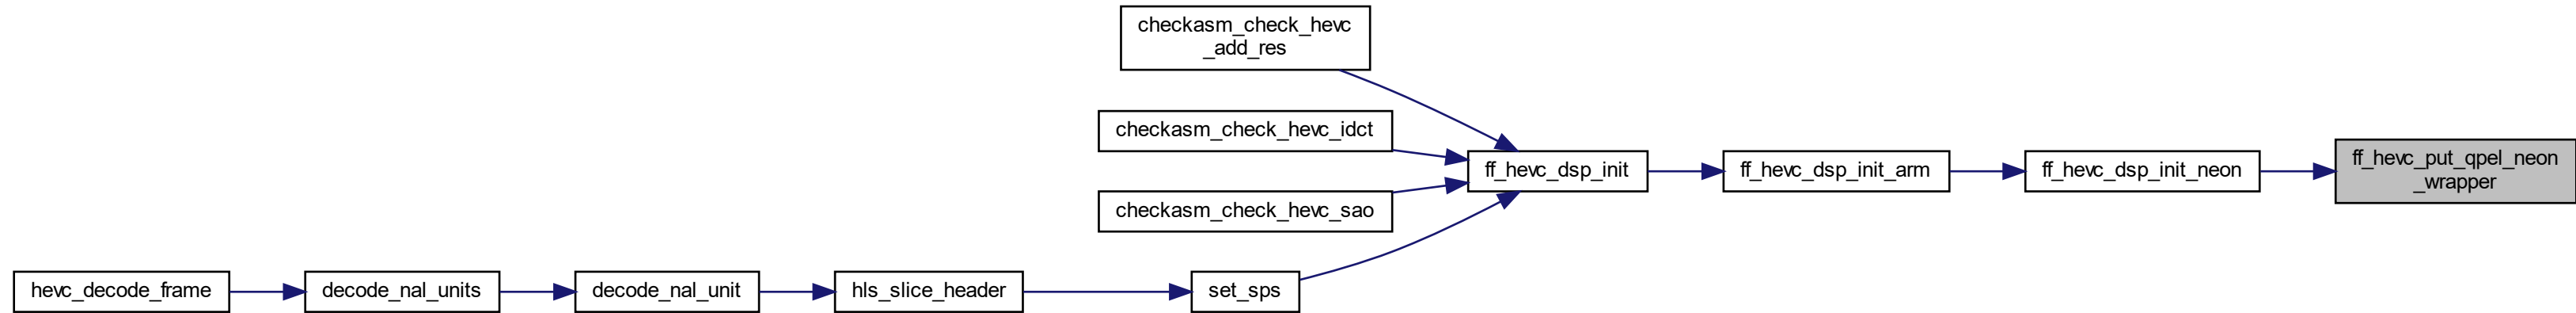 checkasm_check_hevc
_add_res
checkasm_check_hevc_idct
checkasm_check_hevc_sao
ff_hevc_dsp_init
ff_hevc_dsp_init_arm
ff_hevc_dsp_init_neon
ff_hevc_put_qpel_neon
_wrapper
hevc_decode_frame
decode_nal_units
decode_nal_unit
hls_slice_header
set_sps